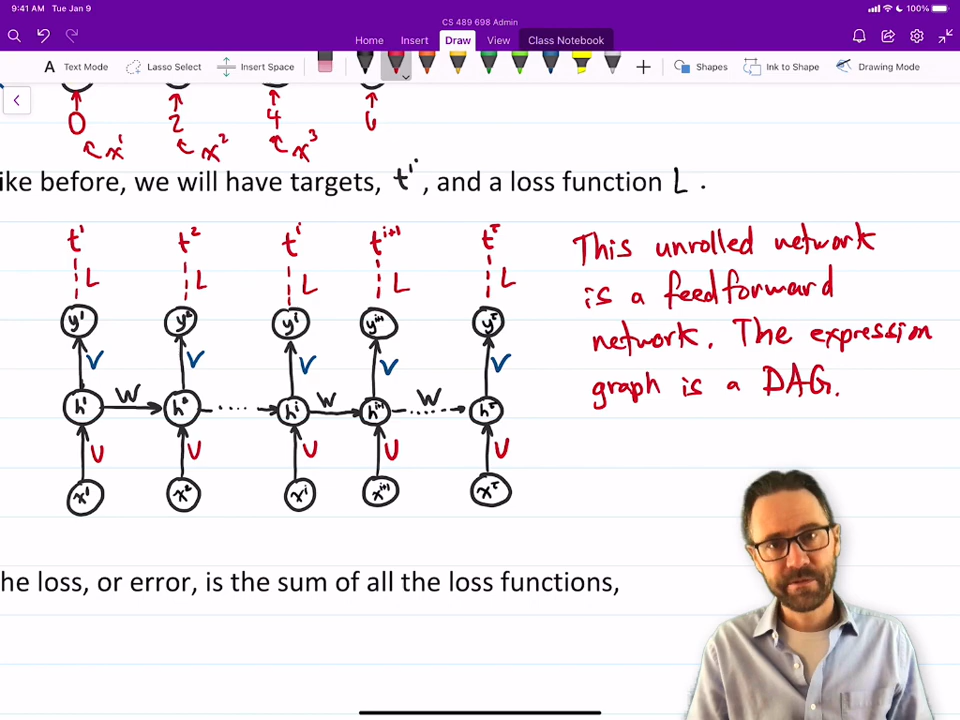 9:41 AM Tue Jan 9
100%
CS 489 698 Admin
Home Insert Draw View Class Notebook
Text Mode Lasso Select Insert Space Shapes Ink to Shape Drawing Mode
0 2 4 6
x¹ x² x³
ike before, we will have targets, tⁱ, and a loss function L.
t¹ t² tⁱ tⁱ⁺¹ t^τ
L L L L L
y¹ y² yⁱ yⁱ⁺¹ y^τ
V V V V V
W W W
h¹ h² hⁱ hⁱ⁺¹ h^τ
U U U U U
x¹ x² xⁱ xⁱ⁺¹ x^τ
This unrolled network
is a feedforward
network. The expression
graph is a DAG.
he loss, or error, is the sum of all the loss functions,